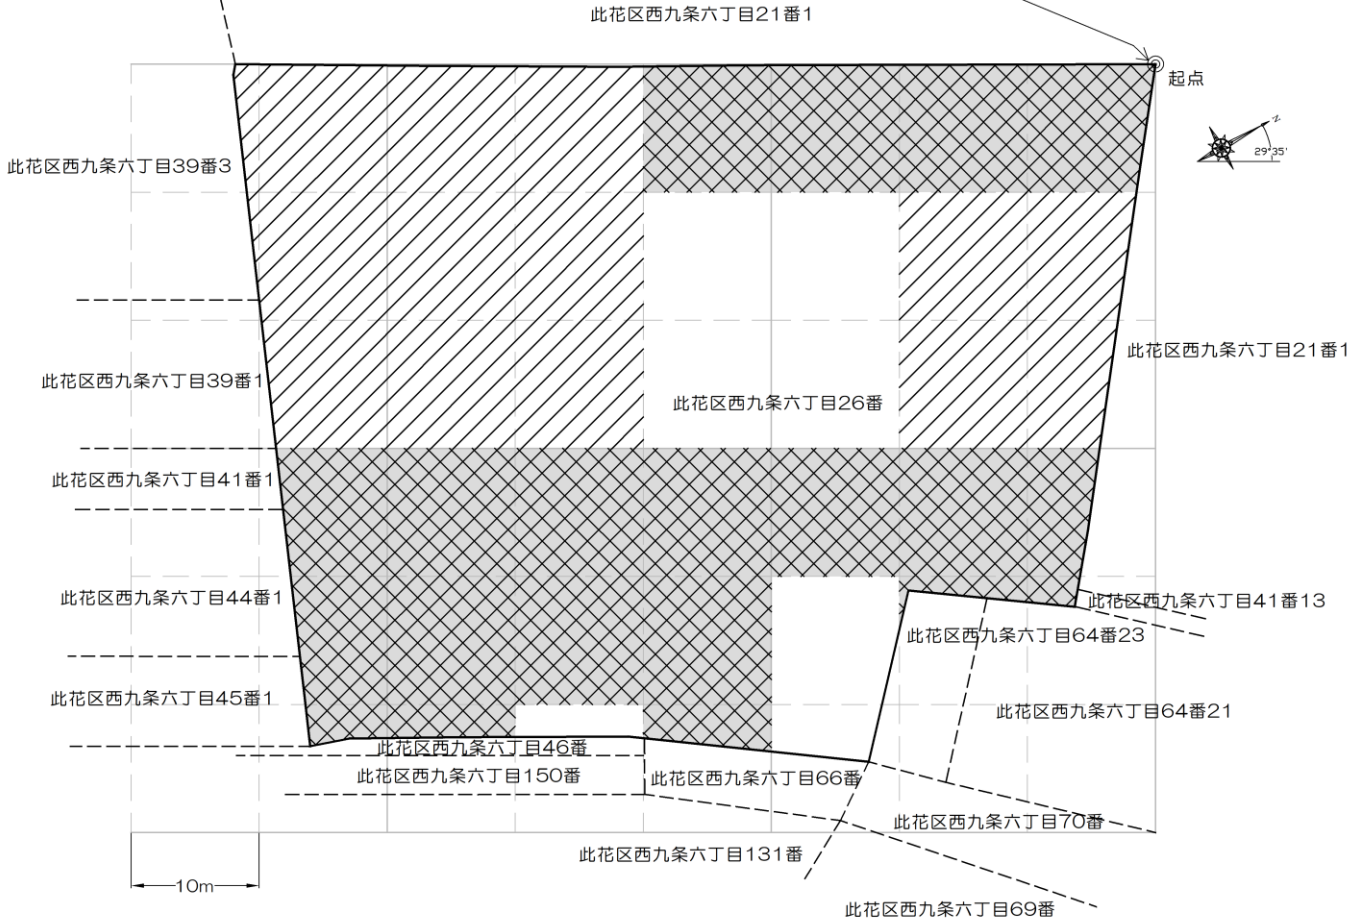 此花区西九条六丁目21番1
起点
N
29°35'
此花区西九条六丁目39番3
此花区西九条六丁目21番1
此花区西九条六丁目39番1
此花区西九条六丁目26番
此花区西九条六丁目41番1
此花区西九条六丁目44番1
此花区西九条六丁目41番13
此花区西九条六丁目64番23
此花区西九条六丁目45番1
此花区西九条六丁目64番21
此花区西九条六丁目46番
此花区西九条六丁目150番
此花区西九条六丁目66番
此花区西九条六丁目70番
此花区西九条六丁目131番
10m
此花区西九条六丁目69番